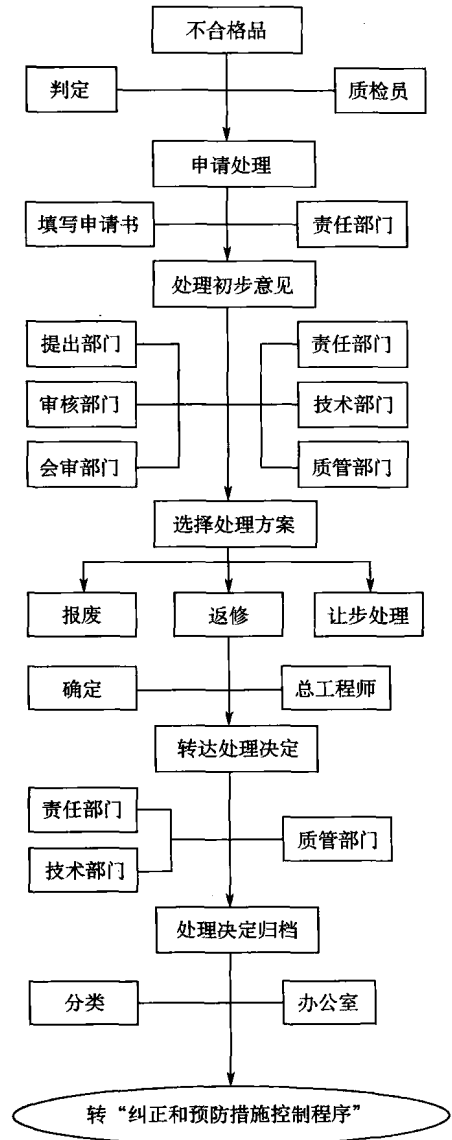 不合格品
判定
质检员
申请处理
填写申请书
责任部门
处理初步意见
提出部门
责任部门
审核部门
技术部门
会审部门
质管部门
选择处理方案
报废
返修
让步处理
确定
总工程师
转达处理决定
责任部门
质管部门
技术部门
处理决定归档
分类
办公室
转“纠正和预防措施控制程序”